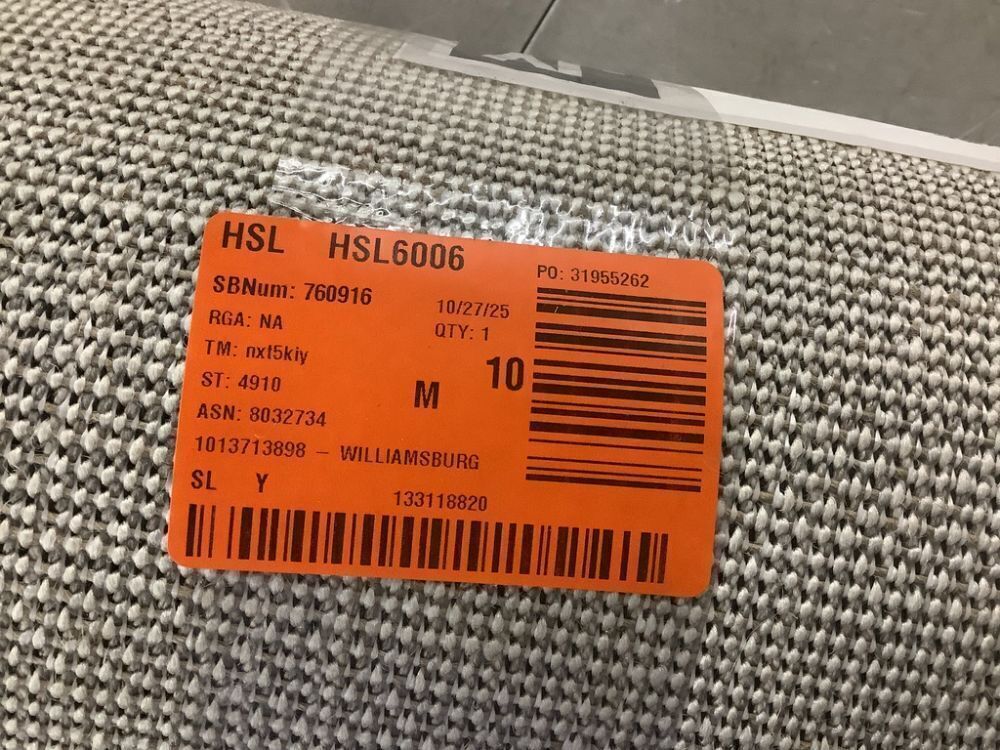 HSL HSL6006
PO: 31955262
SBNum: 760916
10/27/25
RGA: NA
QTY: 1
TM: nxt5kiy
10
ST: 4910
M
ASN: 8032734
1013713898 – WILLIAMSBURG
SL Y
133118820